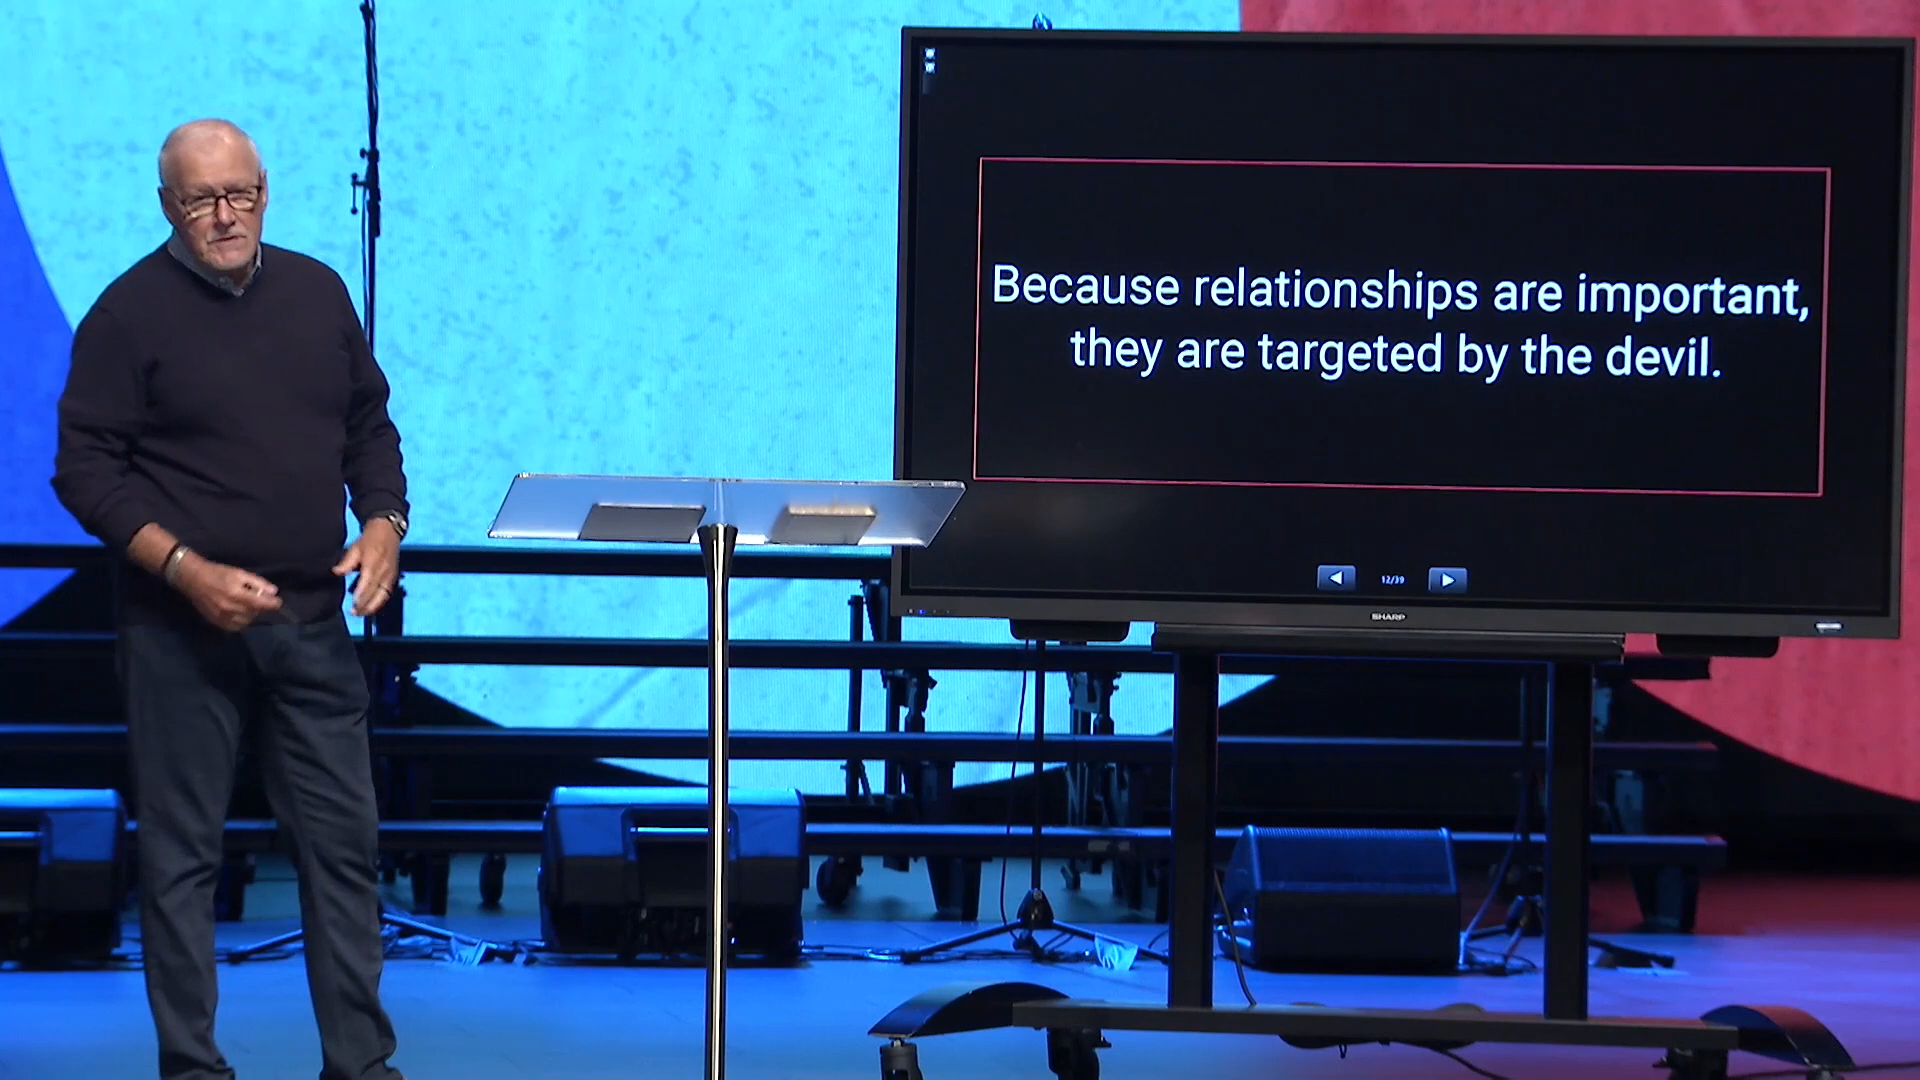 Because relationships are important,
they are targeted by the devil.
12/39
SHARP